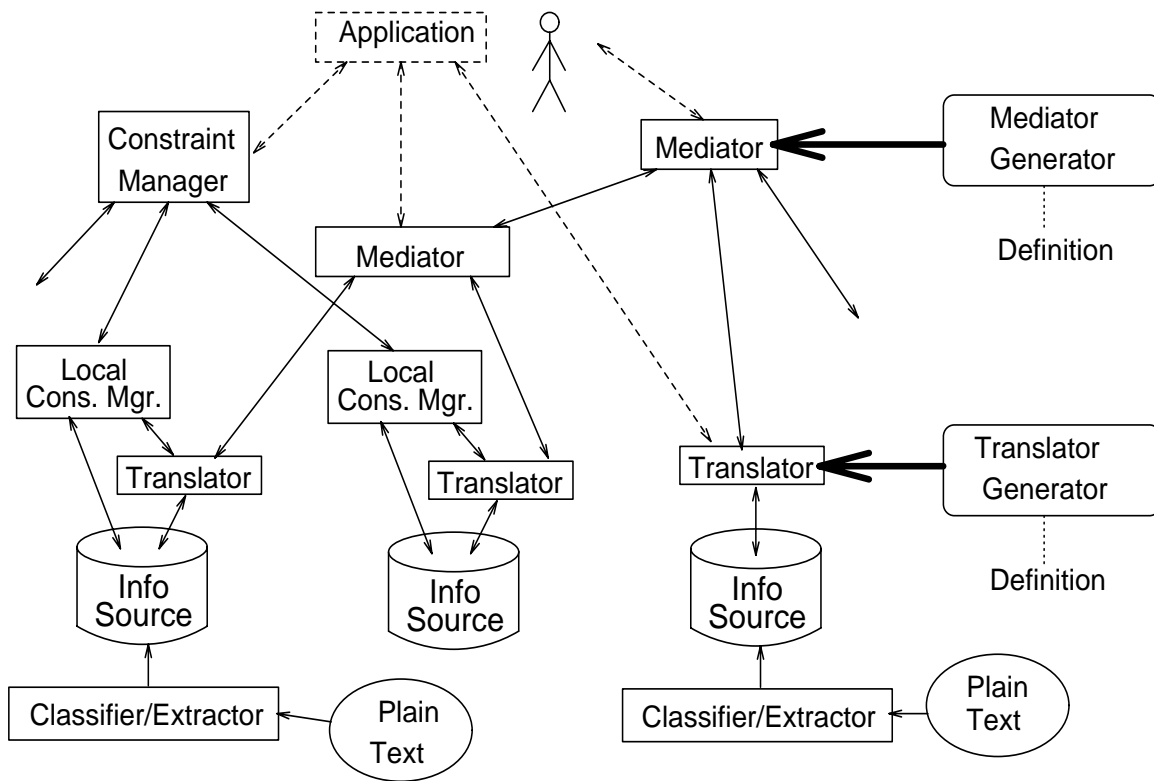 Application
Constraint
Manager
Mediator
Mediator
Generator
Definition
Mediator
Local
Cons. Mgr.
Local
Cons. Mgr.
Translator
Translator
Translator
Translator
Generator
Definition
Info
Source
Info
Source
Info
Source
Classifier/Extractor
Plain
Text
Classifier/Extractor
Plain
Text